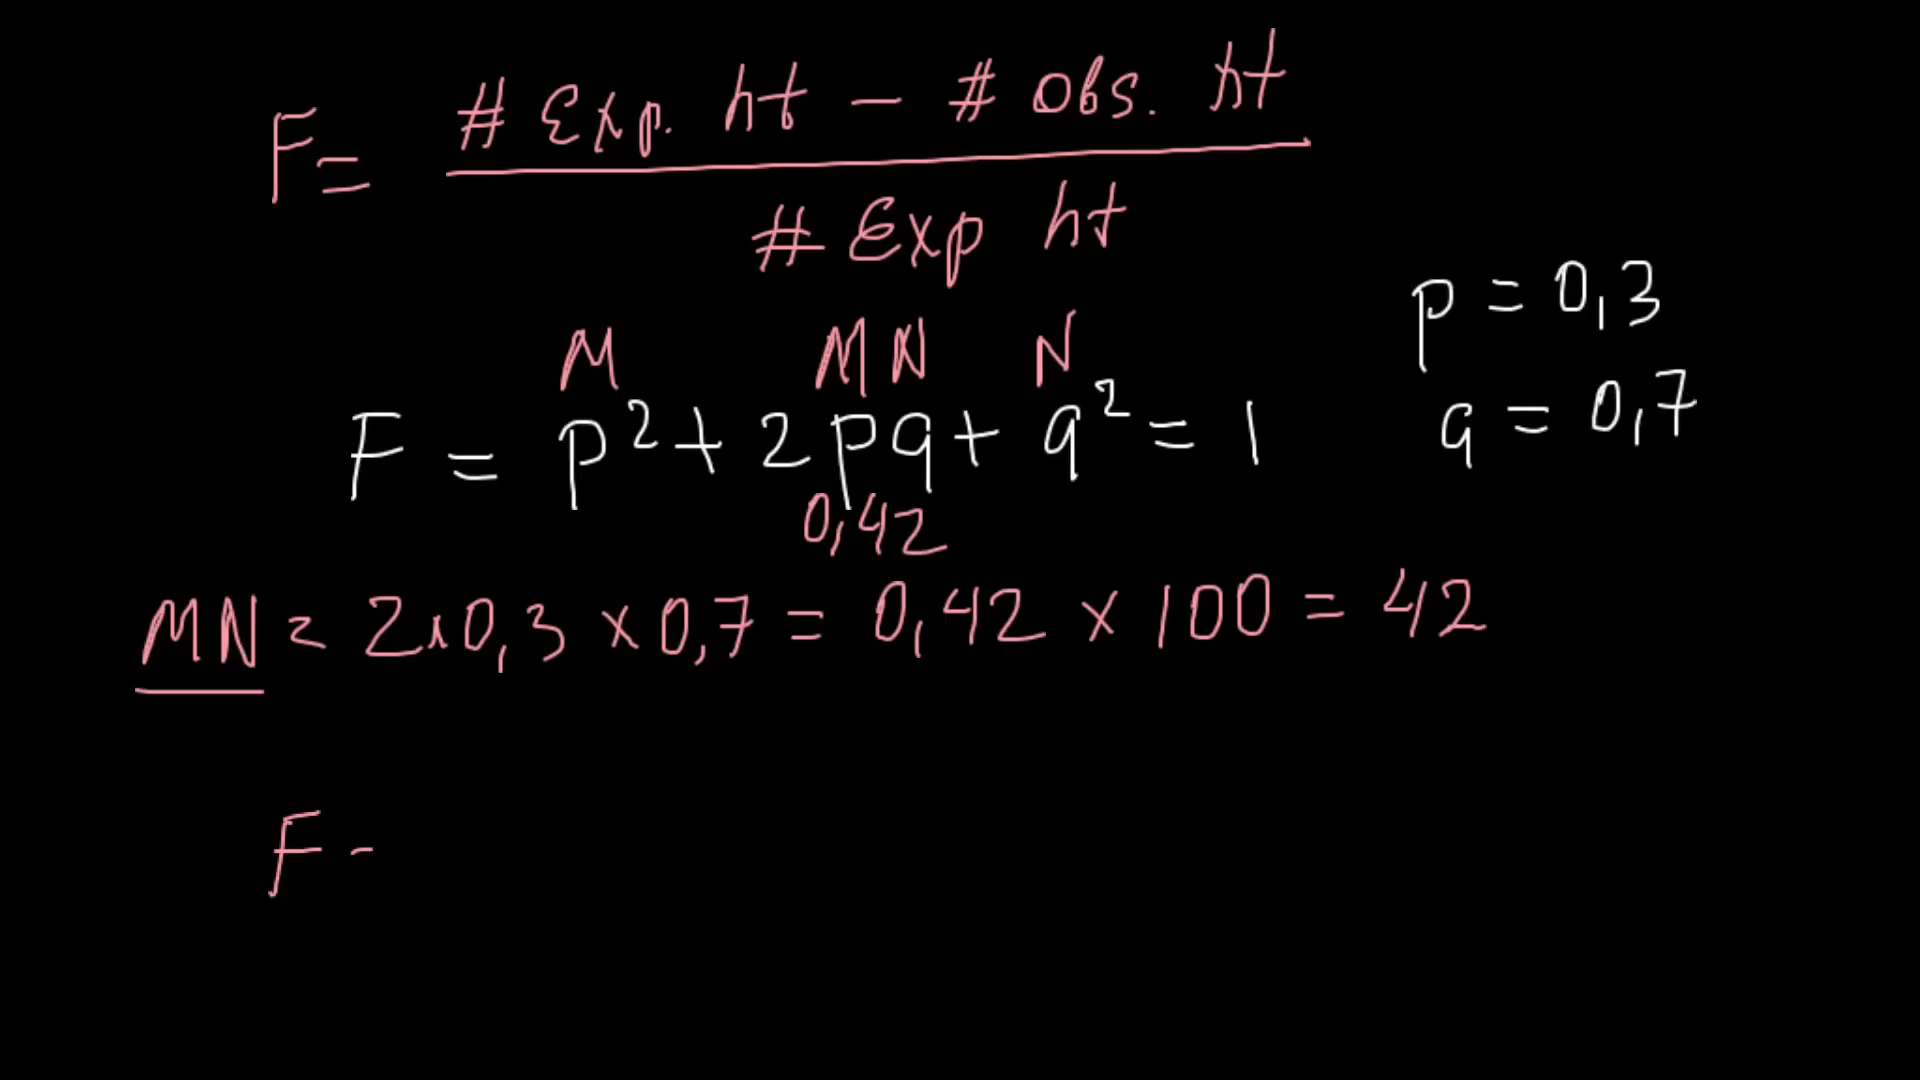 F= # Exp. ht - # obs. ht
# Exp ht
p = 0,3
M MN N
F = p² + 2pq + q² = 1
q = 0,7
0,42
MN = 2x0,3 x 0,7 = 0,42 x 100 = 42
F -